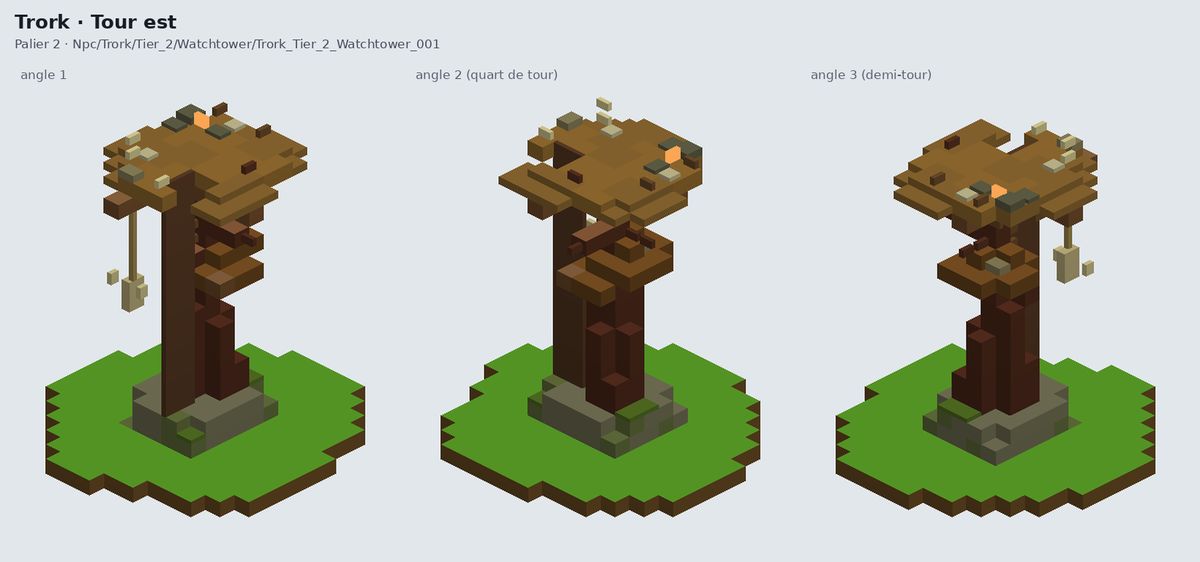 Trork · Tour est
Palier 2 · Npc/Trork/Tier_2/Watchtower/Trork_Tier_2_Watchtower_001
angle 1
angle 2 (quart de tour)
angle 3 (demi-tour)